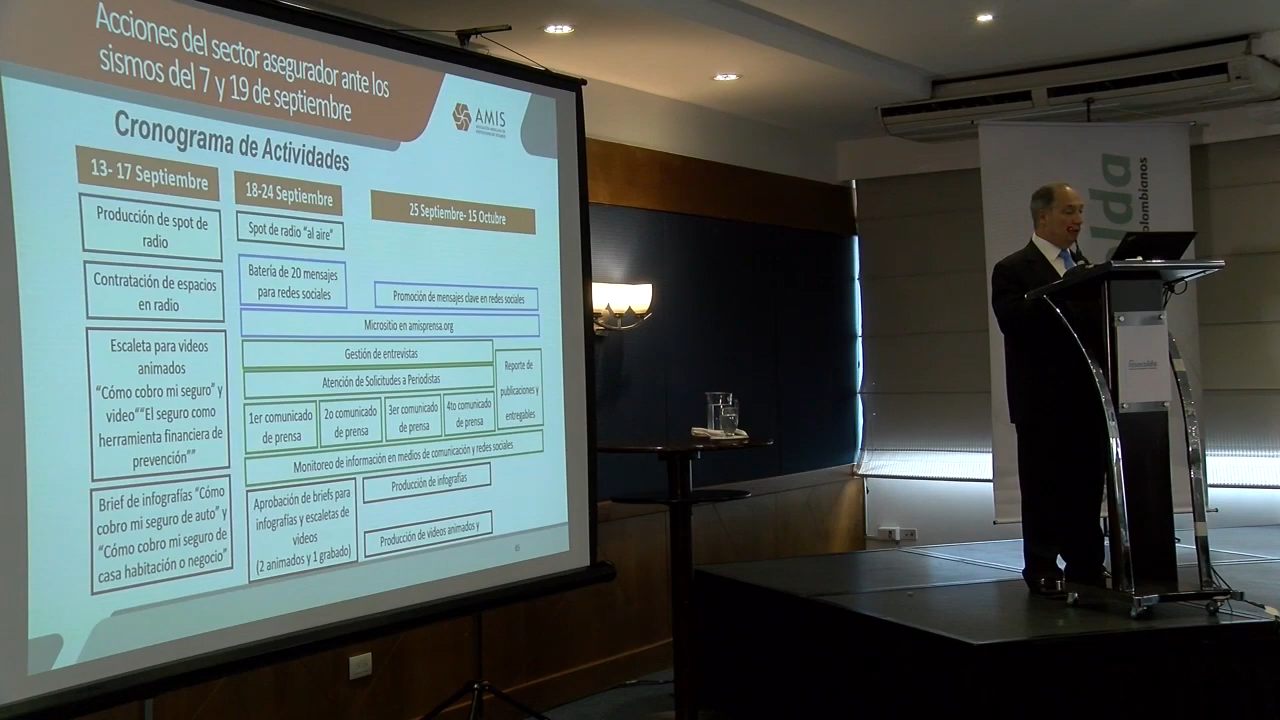 Acciones del sector asegurador ante los
sismos del 7 y 19 de septiembre
AMIS
Cronograma de Actividades
13- 17 Septiembre
18-24 Septiembre
25 Septiembre- 15 Octubre
Producción de spot de
radio
Spot de radio "al aire"
Contratación de espacios
en radio
Batería de 20 mensajes
para redes sociales
Promoción de mensajes clave en redes sociales
Micrositio en amisprensa.org
Escaleta para videos
animados
"Cómo cobro mi seguro" y
video""El seguro como
herramienta financiera de
prevención""
Gestión de entrevistas
Atención de Solicitudes a Periodistas
Reporte de
publicaciones y
entregables
1er comunicado
de prensa
2o comunicado
de prensa
3er comunicado
de prensa
4to comunicado
de prensa
Monitoreo de información en medios de comunicación y redes sociales
Brief de infografías "Cómo
cobro mi seguro de auto" y
"Cómo cobro mi seguro de
casa habitación o negocio"
Aprobación de briefs para
infografías y escaletas de
videos
(2 animados y 1 grabado)
Producción de infografías
Producción de videos animados y
45
lda
olombianos
fasecolda